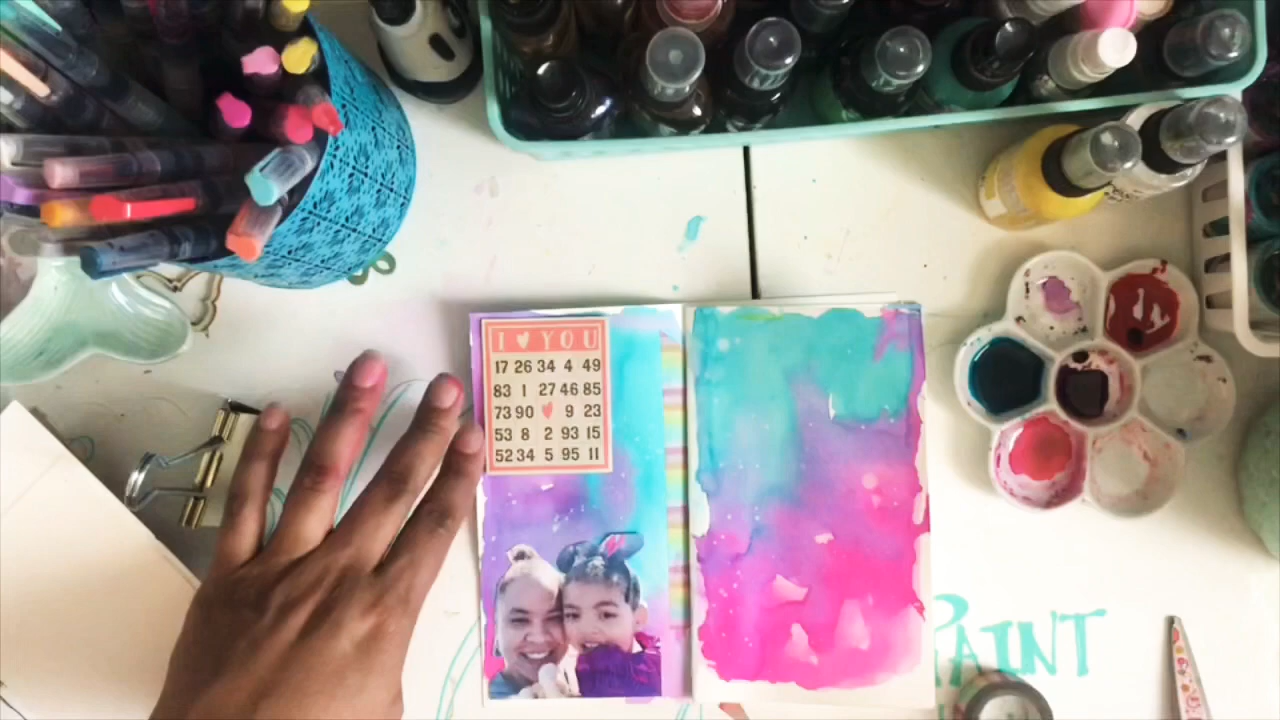 I ♥ YOU
17 26 34 4 49
83 1 27 46 85
73 90 ♥ 9 23
53 8 2 93 15
52 34 5 95 11
PAINT